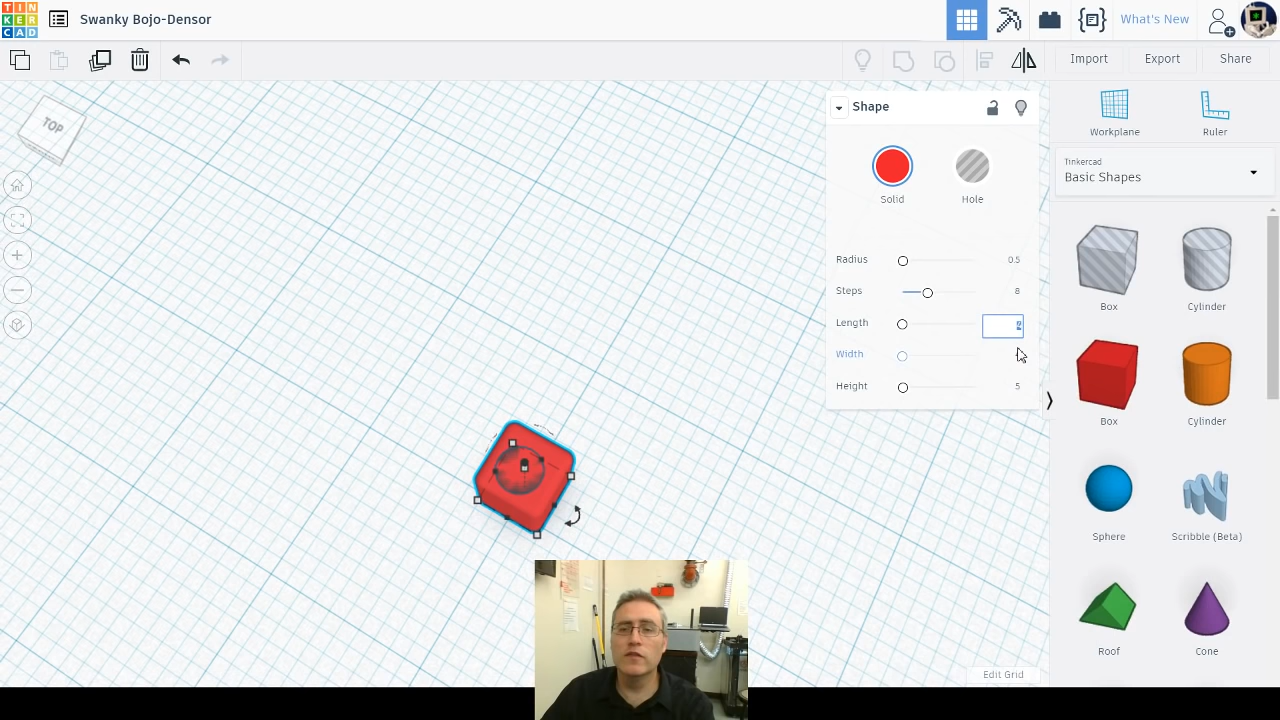 TIN
KER
CAD
Swanky Bojo-Densor
What's New
Import
Export
Share
TOP
Shape
Solid
Hole
Radius
0.5
Steps
8
Length
Width
Height
5
Workplane
Ruler
Tinkercad
Basic Shapes
Box
Cylinder
Box
Cylinder
Sphere
Scribble (Beta)
Roof
Cone
Edit Grid